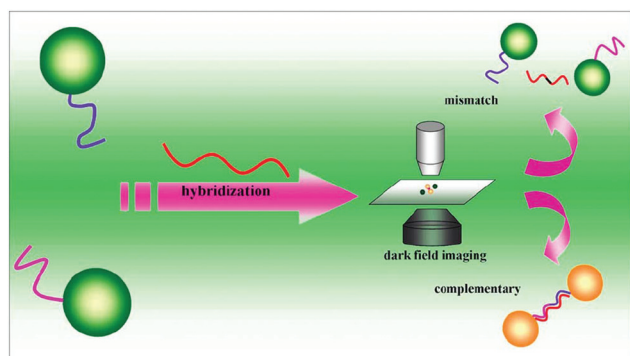 mismatch
hybridization
dark field imaging
complementary